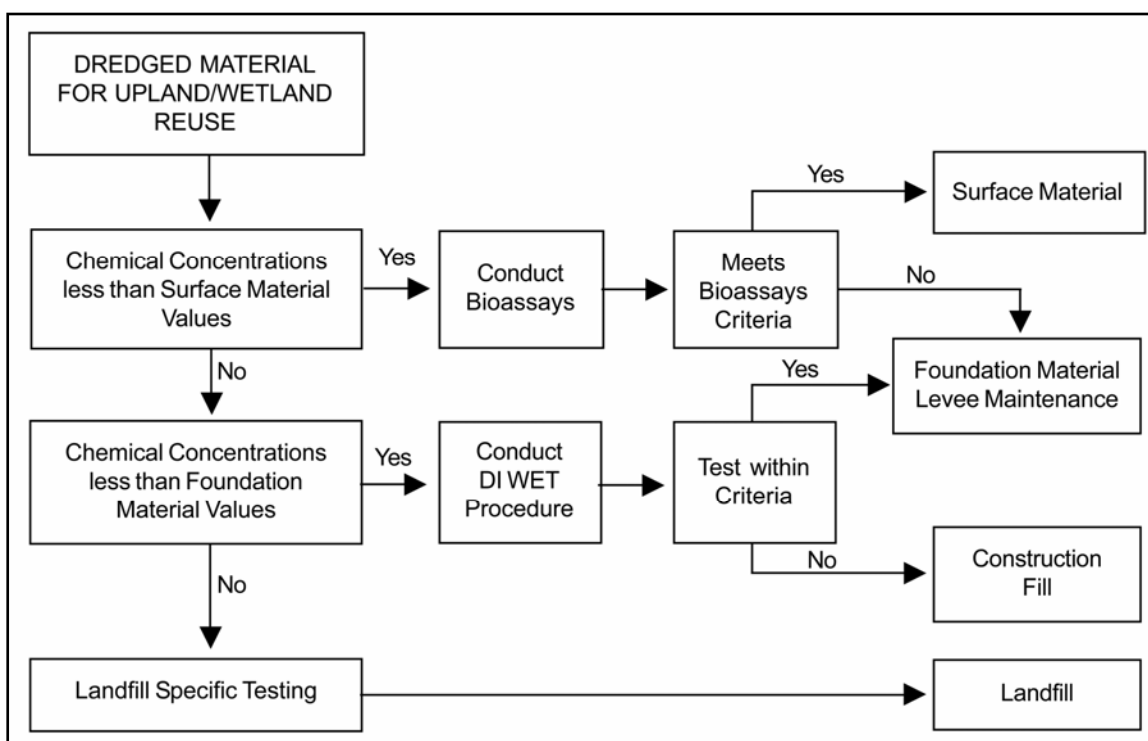 DREDGED MATERIAL
FOR UPLAND/WETLAND
REUSE
Chemical Concentrations
less than Surface Material
Values
Yes
Conduct
Bioassays
Meets
Bioassays
Criteria
Yes
Surface Material
No
Foundation Material
Levee Maintenance
No
Chemical Concentrations
less than Foundation
Material Values
Yes
Conduct
DI WET
Procedure
Test within
Criteria
Yes
No
Construction
Fill
No
Landfill Specific Testing
Landfill